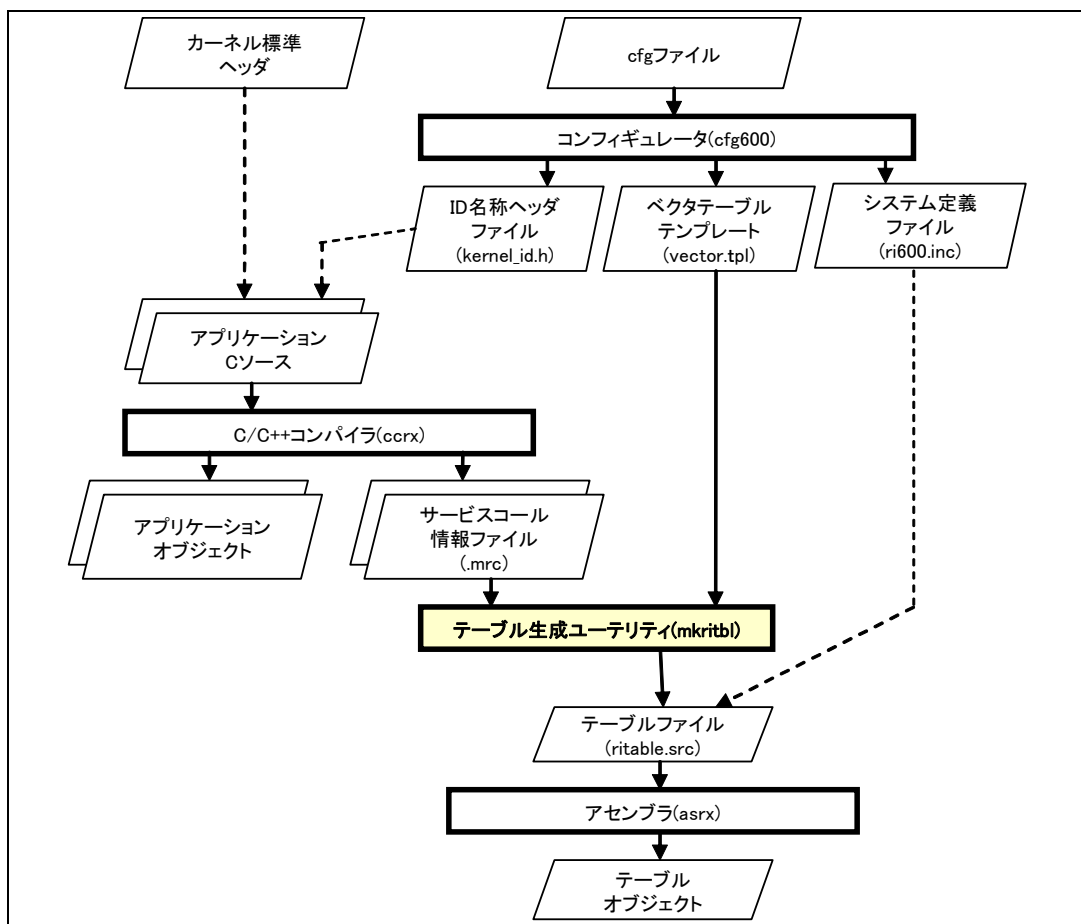 カーネル標準
ヘッダ
cfgファイル
コンフィギュレータ(cfg600)
ID名称ヘッダ
ファイル
(kernel_id.h)
ベクタテーブル
テンプレート
(vector.tpl)
システム定義
ファイル
(ri600.inc)
アプリケーション
Cソース
C/C++コンパイラ(ccrx)
アプリケーション
オブジェクト
サービスコール
情報ファイル
(.mrc)
テーブル生成ユーテリティ(mkritbl)
テーブルファイル
(ritable.src)
アセンブラ(asrx)
テーブル
オブジェクト